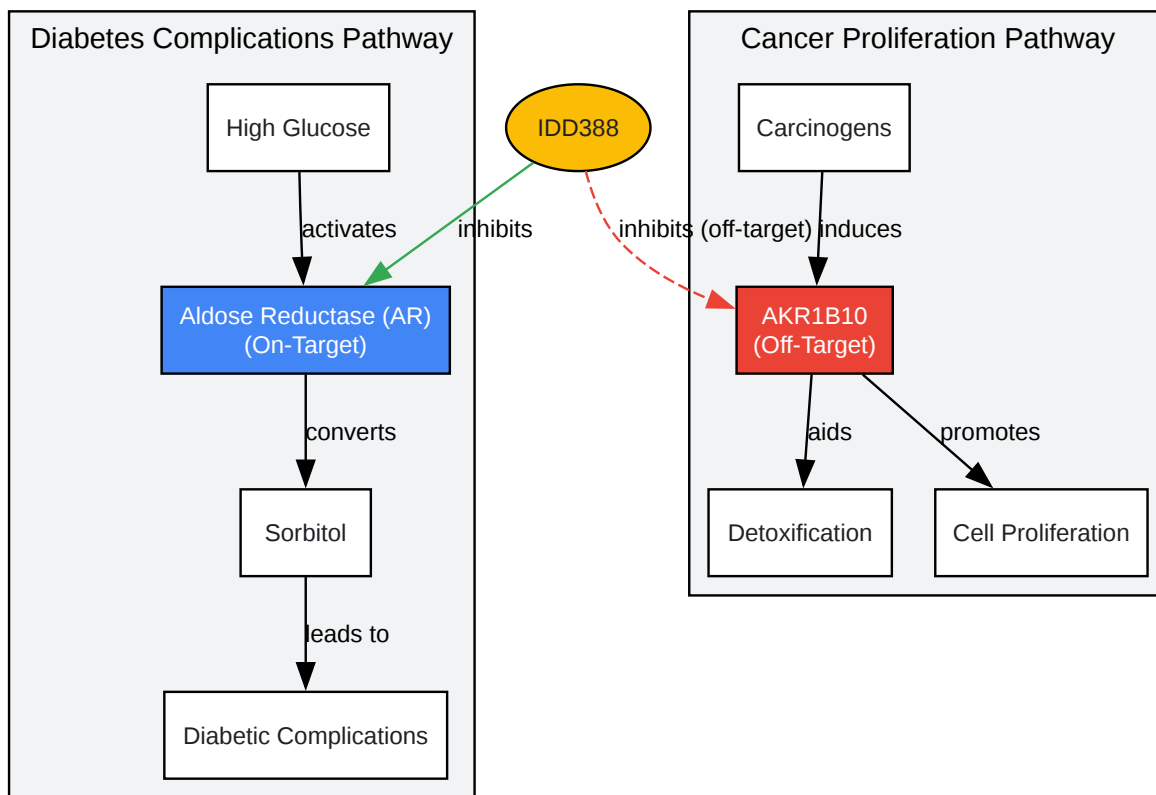 Diabetes Complications Pathway
Cancer Proliferation Pathway
High Glucose
IDD388
Carcinogens
activates
inhibits
inhibits (off-target)
induces
Aldose Reductase (AR)
(On-Target)
AKR1B10
(Off-Target)
converts
aids
promotes
Sorbitol
Detoxification
Cell Proliferation
leads to
Diabetic Complications